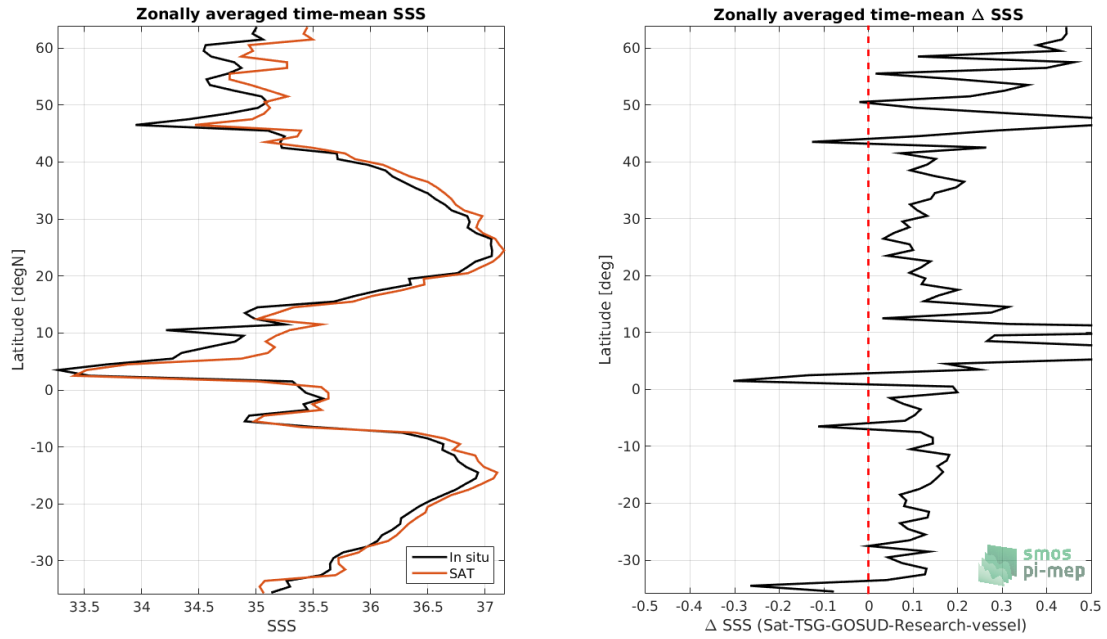 Zonally averaged time-mean SSS
60
50
40
30
20
10
0
-10
-20
-30
Latitude [degN]
33.5 34 34.5 35 35.5 36 36.5 37
SSS
In situ
SAT
Zonally averaged time-mean Δ SSS
60
50
40
30
20
10
0
-10
-20
-30
Latitude [deg]
-0.5 -0.4 -0.3 -0.2 -0.1 0 0.1 0.2 0.3 0.4 0.5
Δ SSS (Sat-TSG-GOSUD-Research-vessel)
smos
pi-mep